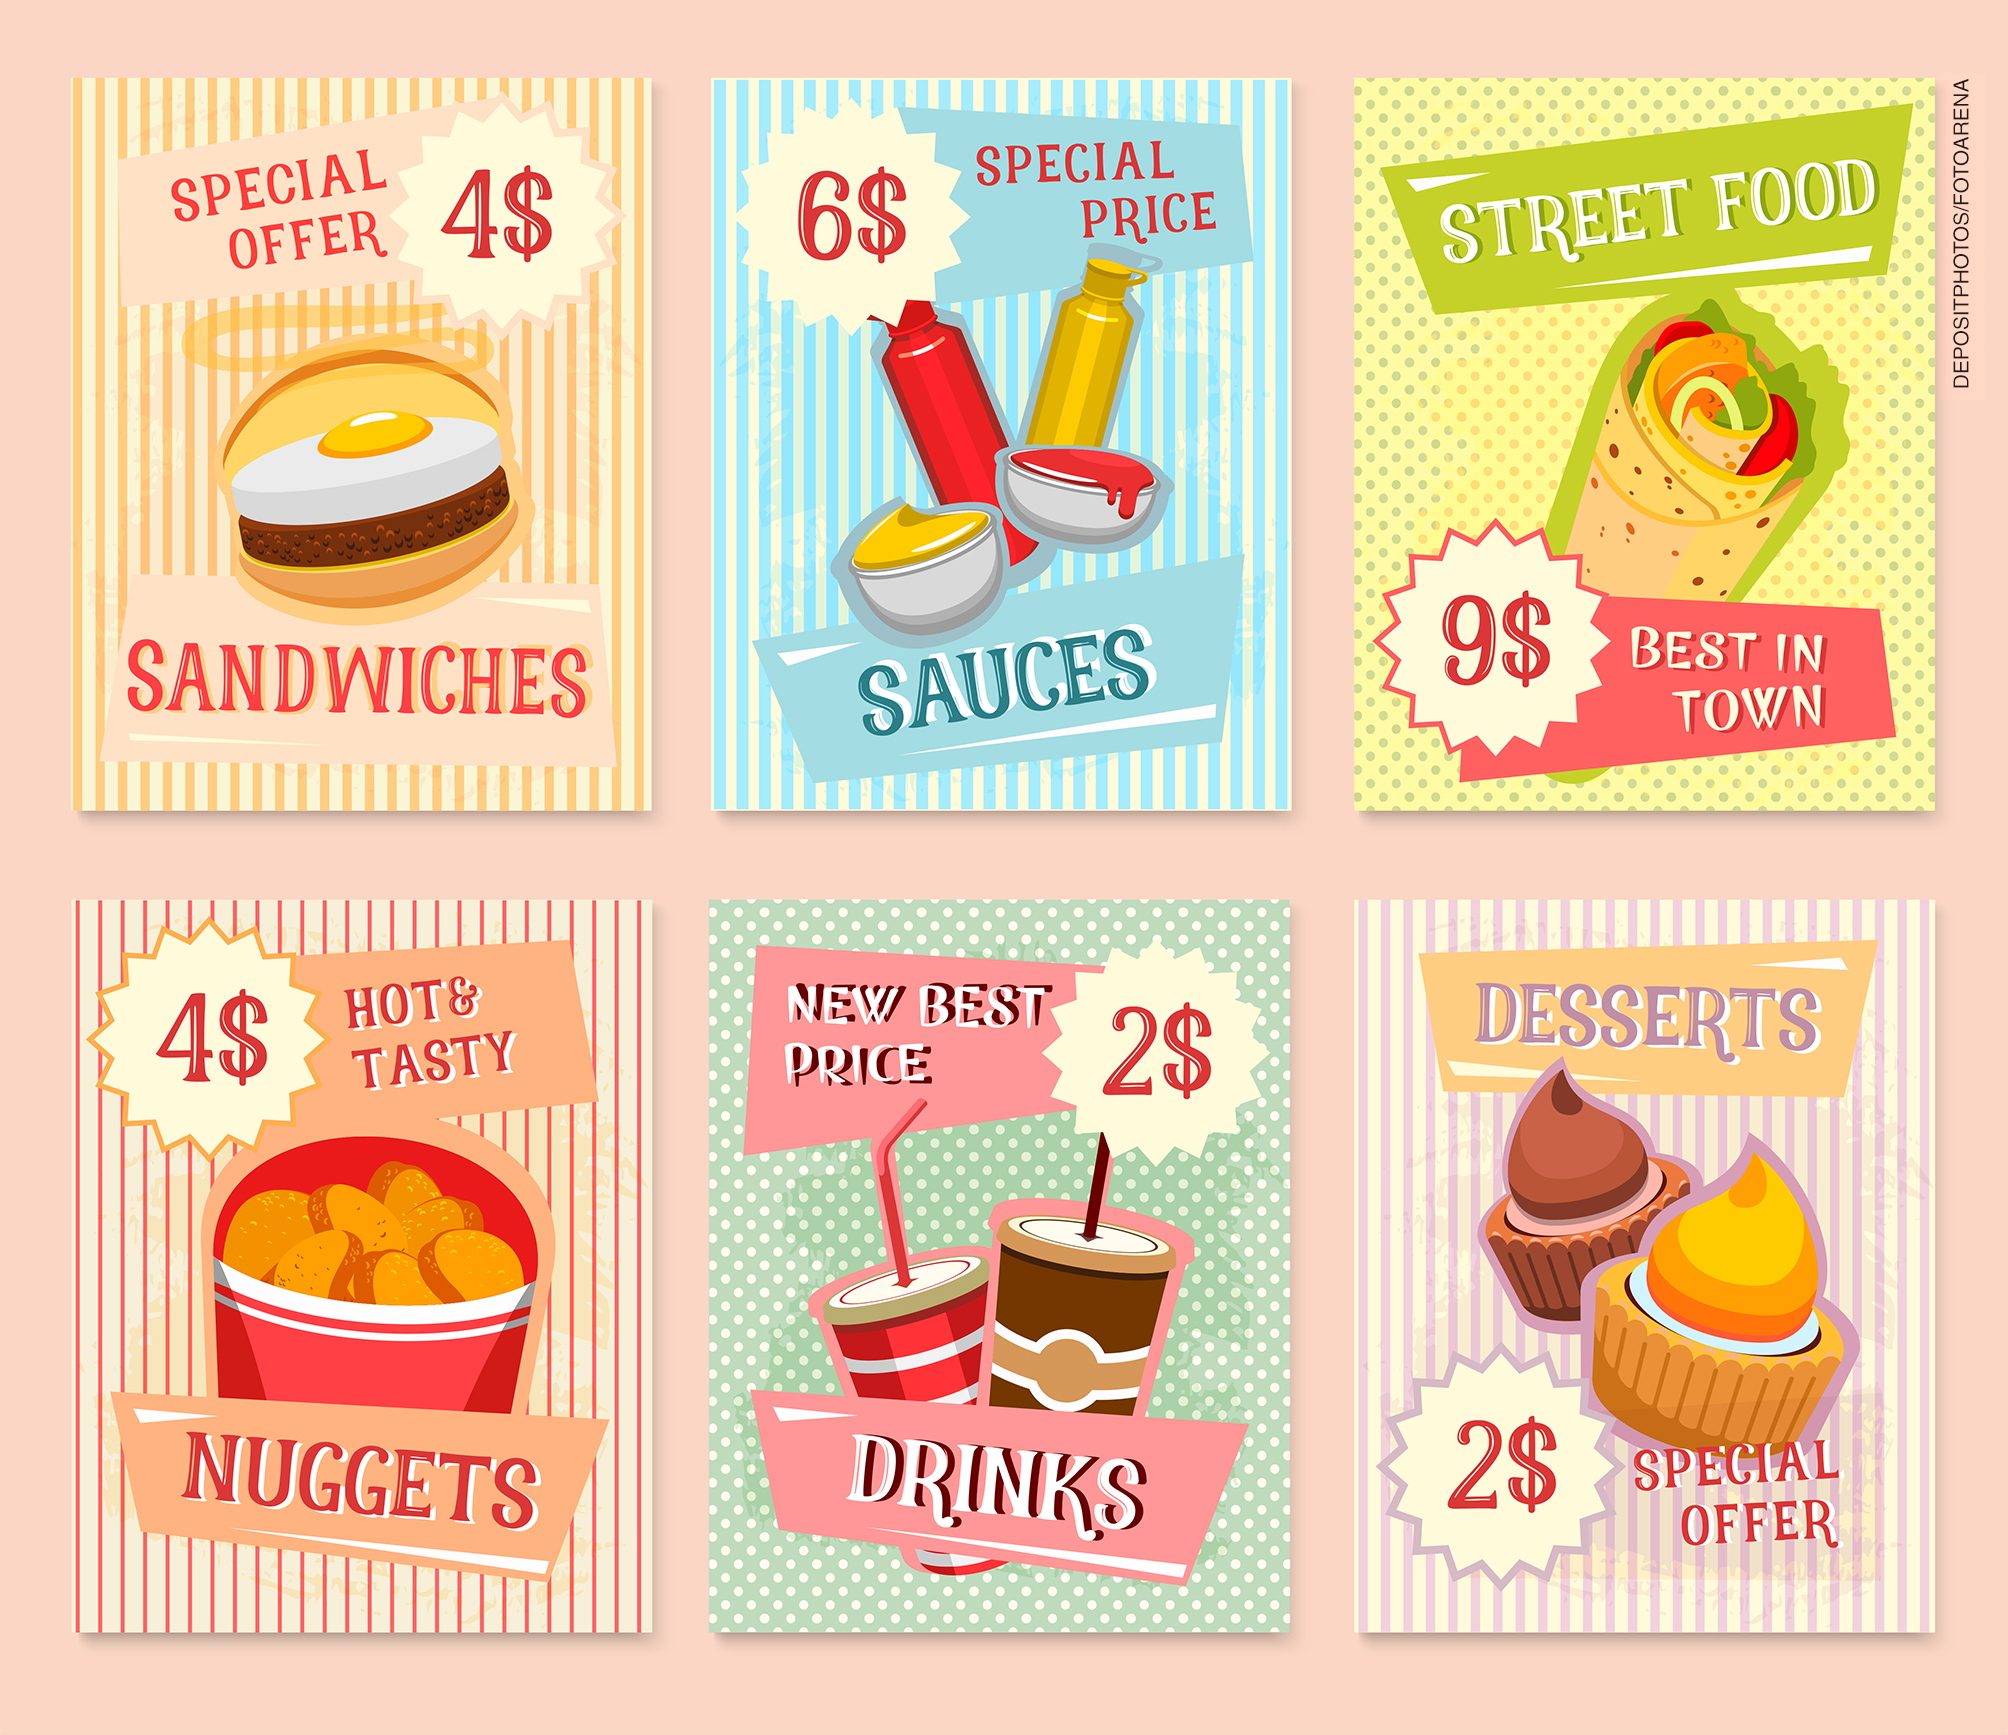 SPECIAL
OFFER
4$
SANDWICHES
6$
SPECIAL
PRICE
SAUCES
STREET FOOD
9$
BEST IN
TOWN
DEPOSITPHOTOS/FOTOARENA
4$
HOT&
TASTY
NUGGETS
NEW BEST
PRICE
2$
DRINKS
DESSERTS
2$
SPECIAL
OFFER